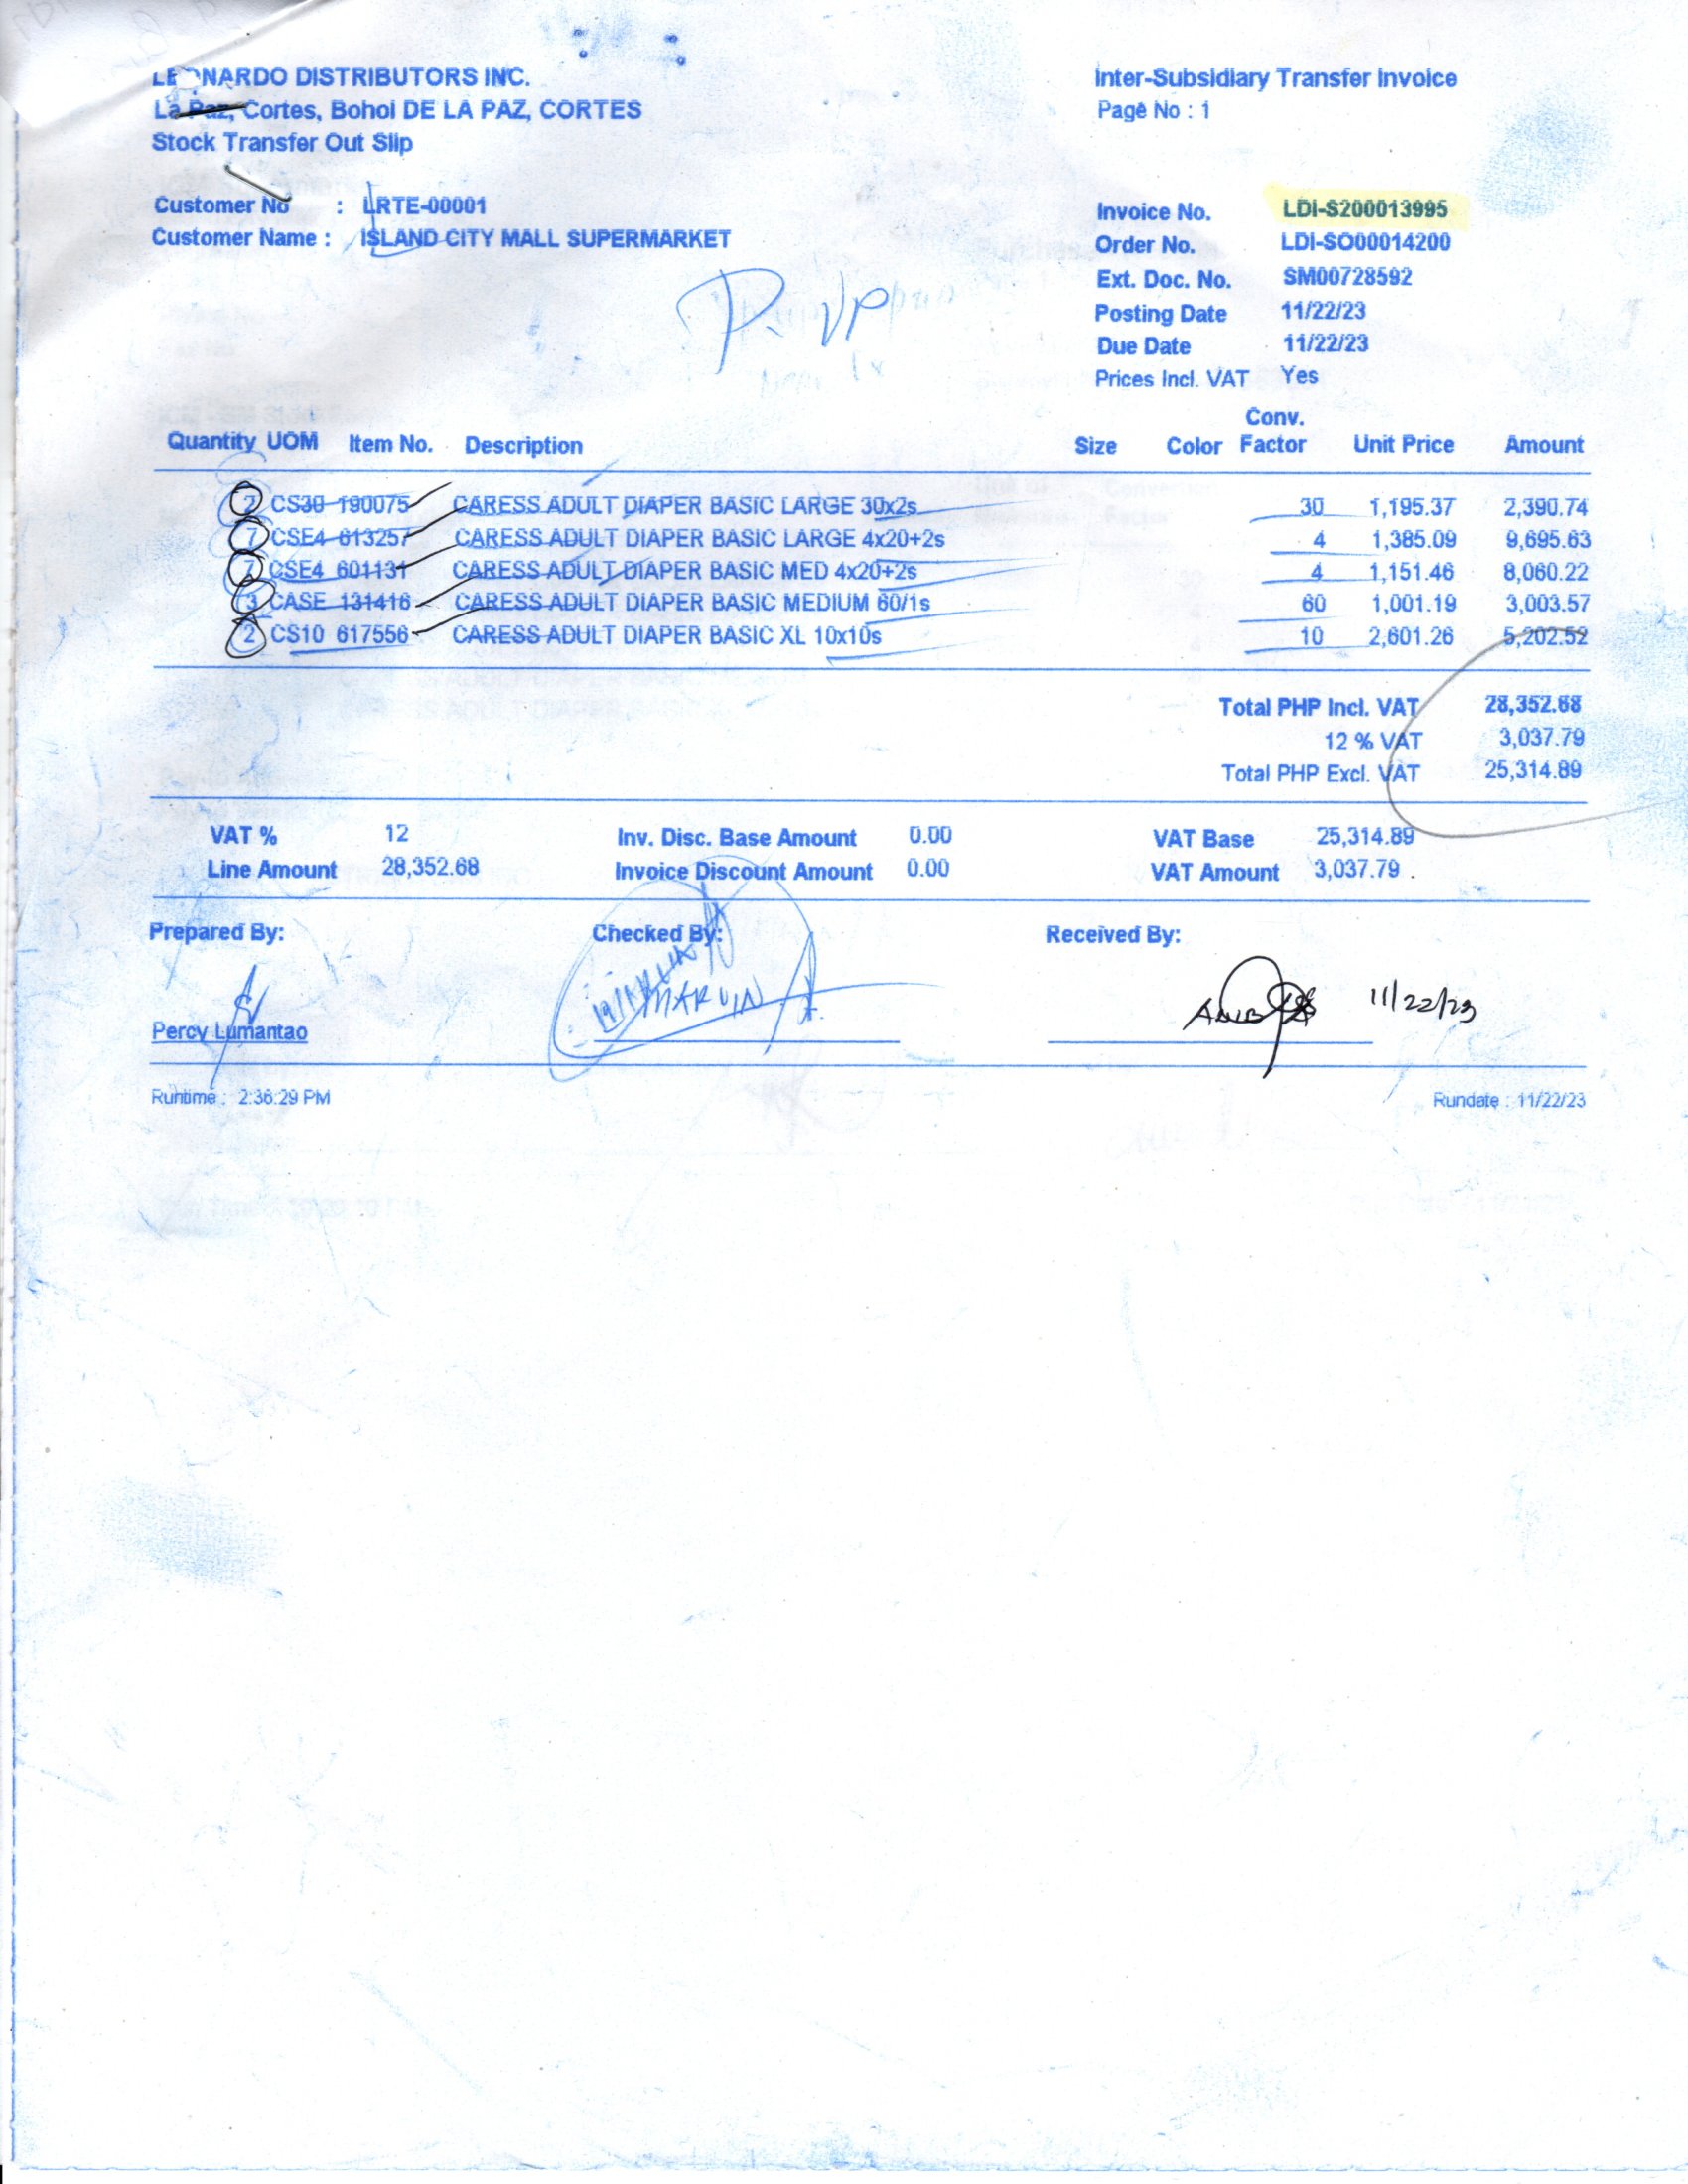 LEONARDO DISTRIBUTORS INC.
La Paz, Cortes, Bohol DE LA PAZ, CORTES
Stock Transfer Out Slip
Inter-Subsidiary Transfer Invoice
Page No : 1
Customer No : LRTE-00001
Customer Name : ISLAND CITY MALL SUPERMARKET
Invoice No. LDI-S200013995
Order No. LDI-SO00014200
Ext. Doc. No. SM00728592
Posting Date 11/22/23
Due Date 11/22/23
Prices Incl. VAT Yes
Quantity UOM Item No. Description Size Color Conv. Factor Unit Price Amount
2 CS30 190075 CARESS ADULT DIAPER BASIC LARGE 30x2s 30 1,195.37 2,390.74
7 CSE4 613257 CARESS ADULT DIAPER BASIC LARGE 4x20+2s 4 1,385.09 9,695.63
7 CSE4 601131 CARESS ADULT DIAPER BASIC MED 4x20+2s 4 1,151.46 8,060.22
3 CASE 131416 CARESS ADULT DIAPER BASIC MEDIUM 60/1s 60 1,001.19 3,003.57
2 CS10 617556 CARESS ADULT DIAPER BASIC XL 10x10s 10 2,601.26 5,202.52
Total PHP Incl. VAT 28,352.68
12 % VAT 3,037.79
Total PHP Excl. VAT 25,314.89
VAT % 12 Inv. Disc. Base Amount 0.00 VAT Base 25,314.89
Line Amount 28,352.68 Invoice Discount Amount 0.00 VAT Amount 3,037.79
Prepared By: Checked By: Received By:
MARVIN
11/22/23
Percy Lumantao
Runtime : 2:36:29 PM Rundate : 11/22/23